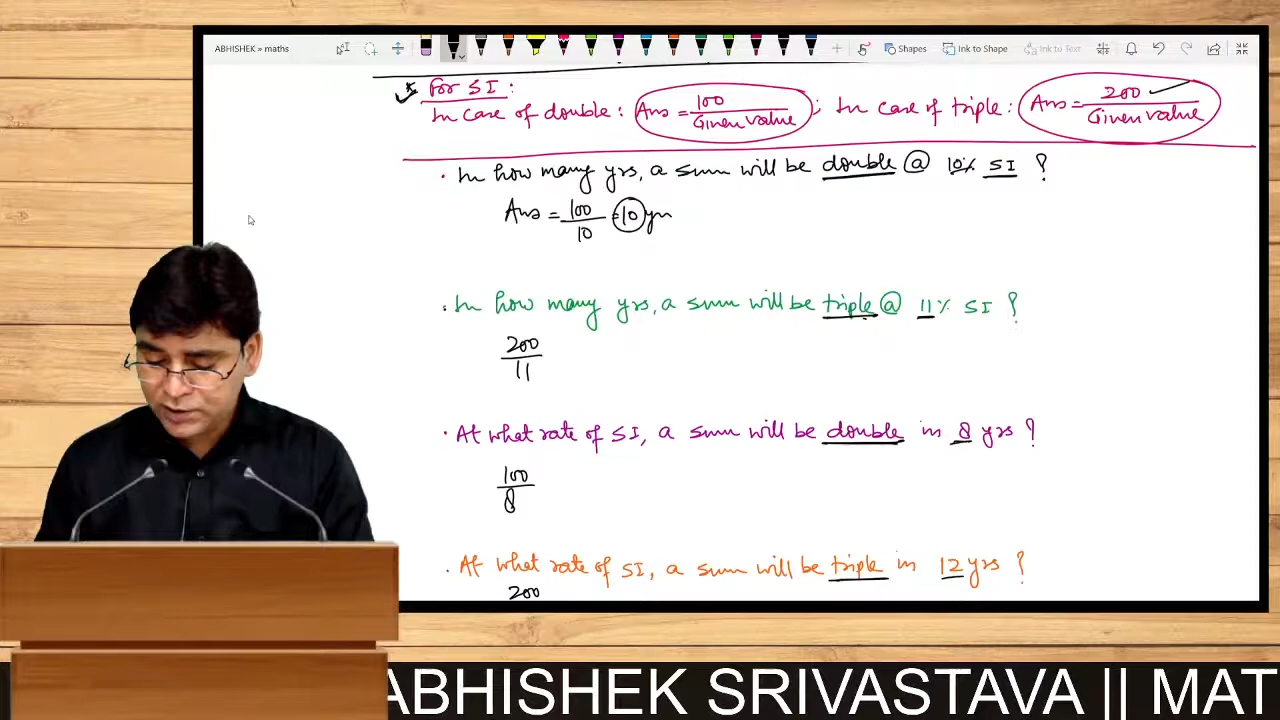 ABHISHEK » maths
Shapes
Ink to Shape
Ink to Text
* For SI:
In case of double: Ans = 100/Given value; In case of triple: Ans = 200/Given value
· In how many yrs, a sum will be double @ 10% SI ?
Ans = 100/10 = 10 yrs
· In how many yrs, a sum will be triple @ 11% SI ?
200/11
· At what rate of SI, a sum will be double in 8 yrs ?
100/8
· At what rate of SI, a sum will be triple in 12 yrs ?
200
ABHISHEK SRIVASTAVA || MAT